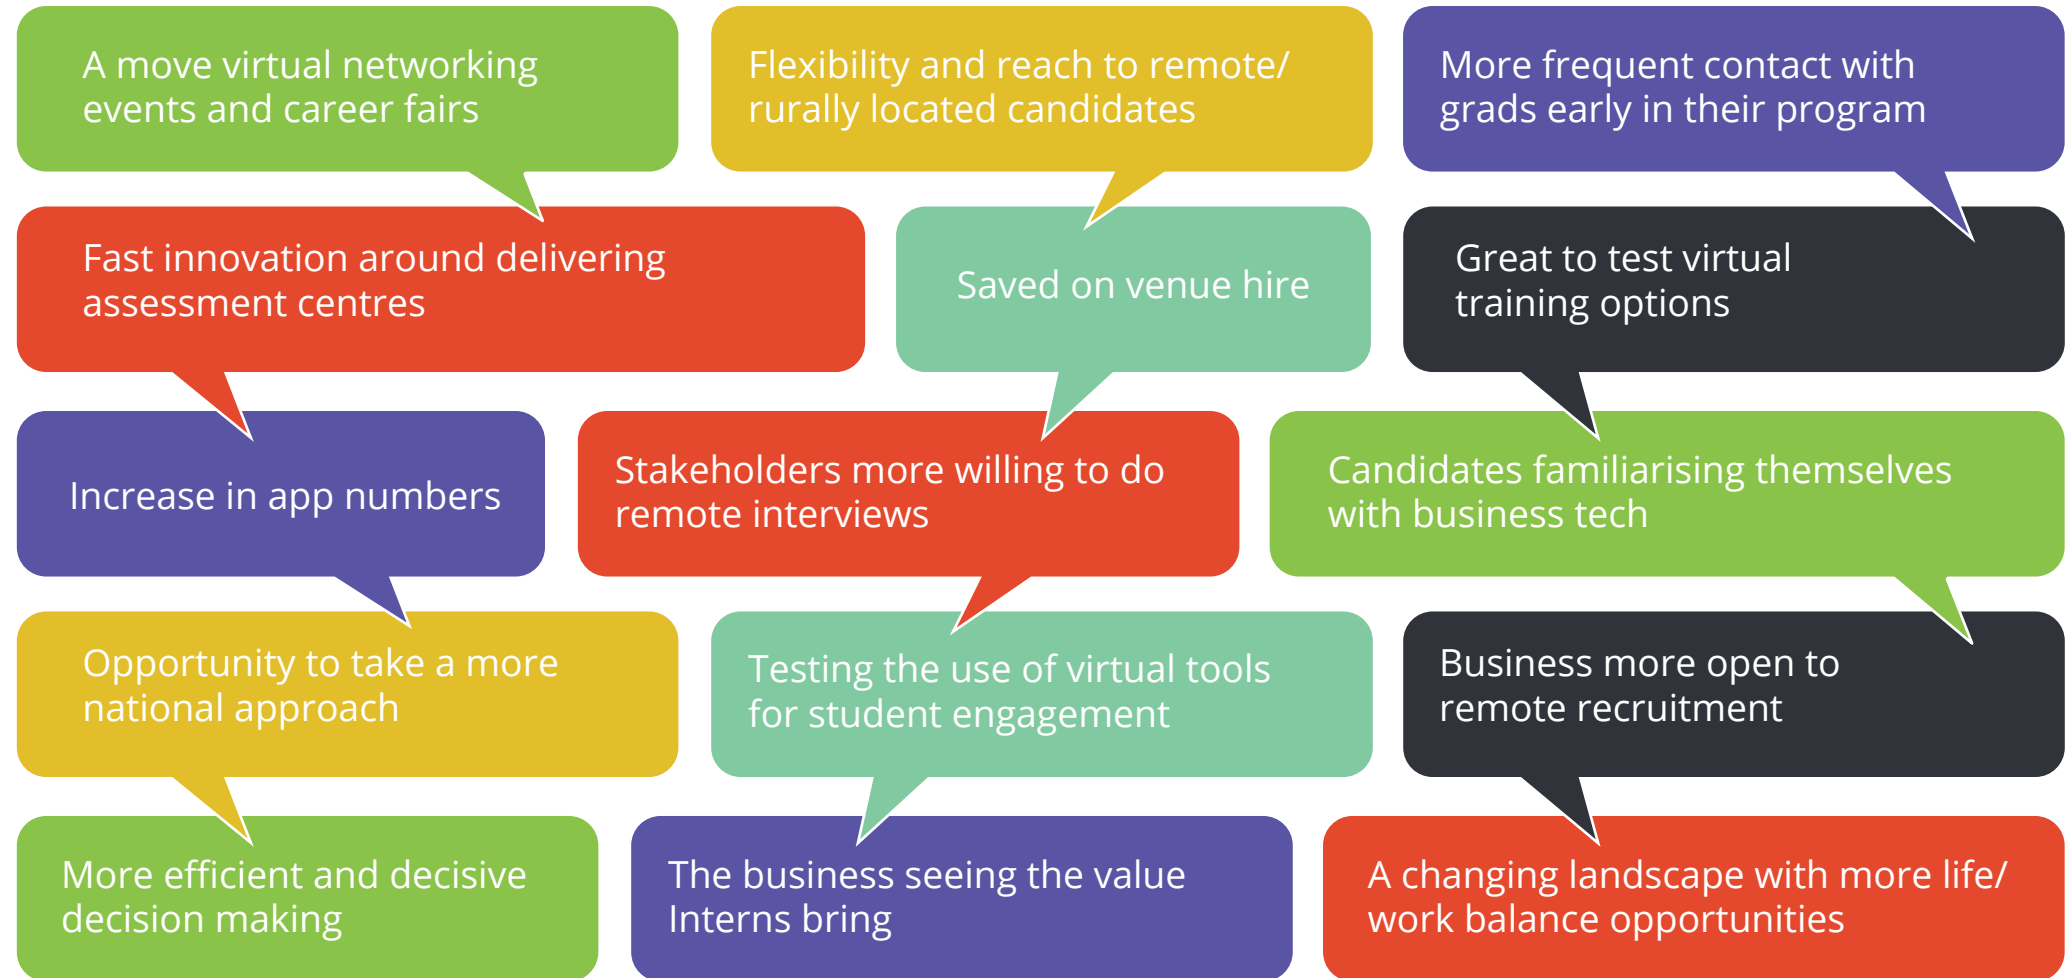 A move virtual networking
events and career fairs
Flexibility and reach to remote/
rurally located candidates
More frequent contact with
grads early in their program
Fast innovation around delivering
assessment centres
Saved on venue hire
Great to test virtual
training options
Increase in app numbers
Stakeholders more willing to do
remote interviews
Candidates familiarising themselves
with business tech
Opportunity to take a more
national approach
Testing the use of virtual tools
for student engagement
Business more open to
remote recruitment
More efficient and decisive
decision making
The business seeing the value
Interns bring
A changing landscape with more life/
work balance opportunities